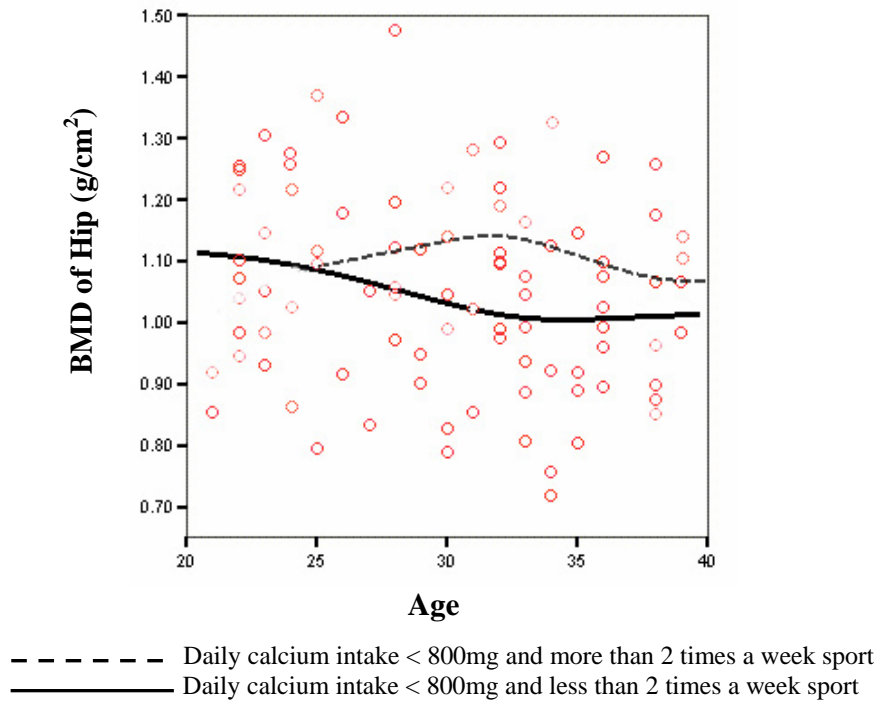 1.50
1.40
1.30
1.20
1.10
1.00
0.90
0.80
0.70
BMD of Hip (g/cm²)
20 25 30 35 40
Age
Daily calcium intake < 800mg and more than 2 times a week sport
Daily calcium intake < 800mg and less than 2 times a week sport